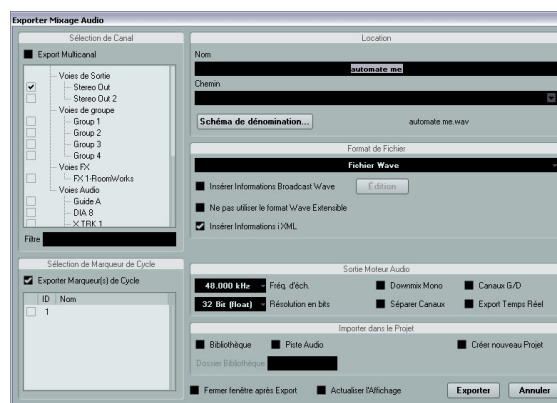 Exporter Mixage Audio
Sélection de Canal
Export Multicanal
Voies de Sortie
Stereo Out
Stereo Out 2
Voies de groupe
Group 1
Group 2
Group 3
Group 4
Voies FX
FX 1-RoomWorks
Voies Audio
Guide A
DIA 8
X TRK 1
Filtre
Sélection de Marqueur de Cycle
Exporter Marqueur(s) de Cycle
ID Nom
1
Location
Nom
automate me
Chemin
Schéma de dénomination... automate me.wav
Format de Fichier
Fichier Wave
Insérer Informations Broadcast Wave Édition
Ne pas utiliser le format Wave Extensible
Insérer Informations iXML
Sortie Moteur Audio
48.000 kHz Fréq. d'éch. Downmix Mono Canaux G/D
32 Bit (float) Résolution en bits Séparer Canaux Export Temps Réel
Importer dans le Projet
Bibliothèque Piste Audio Créer nouveau Projet
Dossier Bibliothèque
Fermer fenêtre après Export Actualiser l'Affichage Exporter Annuler